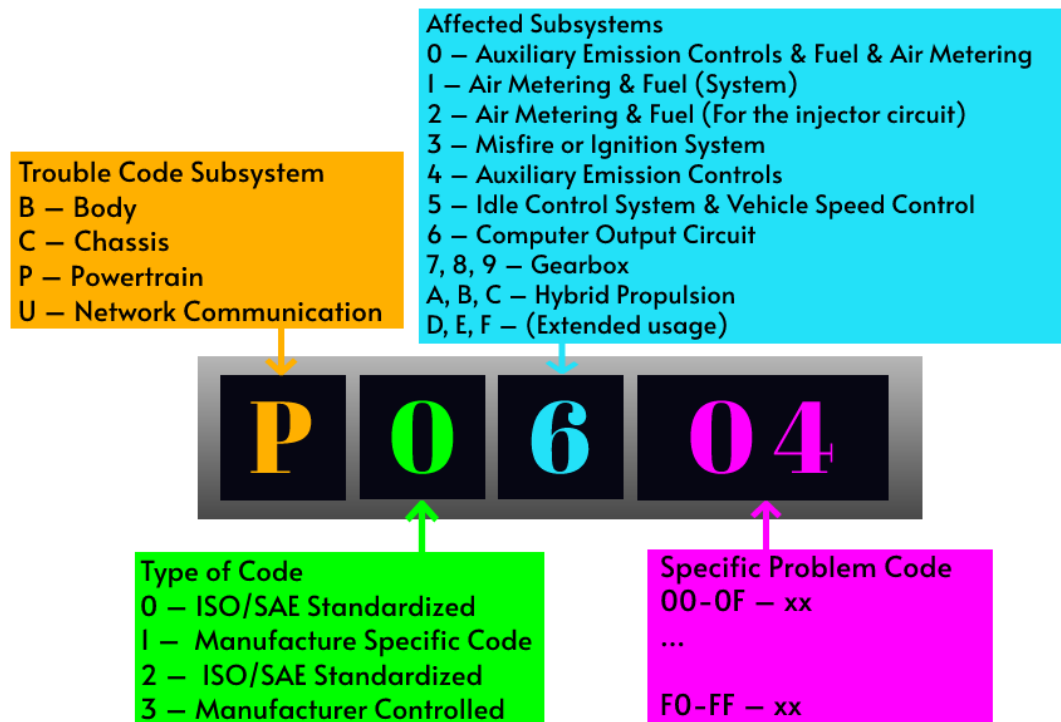 Affected Subsystems
0 – Auxiliary Emission Controls & Fuel & Air Metering
1 – Air Metering & Fuel (System)
2 – Air Metering & Fuel (For the injector circuit)
3 – Misfire or Ignition System
4 – Auxiliary Emission Controls
5 – Idle Control System & Vehicle Speed Control
6 – Computer Output Circuit
7, 8, 9 – Gearbox
A, B, C – Hybrid Propulsion
D, E, F – (Extended usage)
Trouble Code Subsystem
B – Body
C – Chassis
P – Powertrain
U – Network Communication
P 0 6 04
Type of Code
0 – ISO/SAE Standardized
1 – Manufacture Specific Code
2 – ISO/SAE Standardized
3 – Manufacturer Controlled
Specific Problem Code
00-0F – xx
...
F0-FF – xx